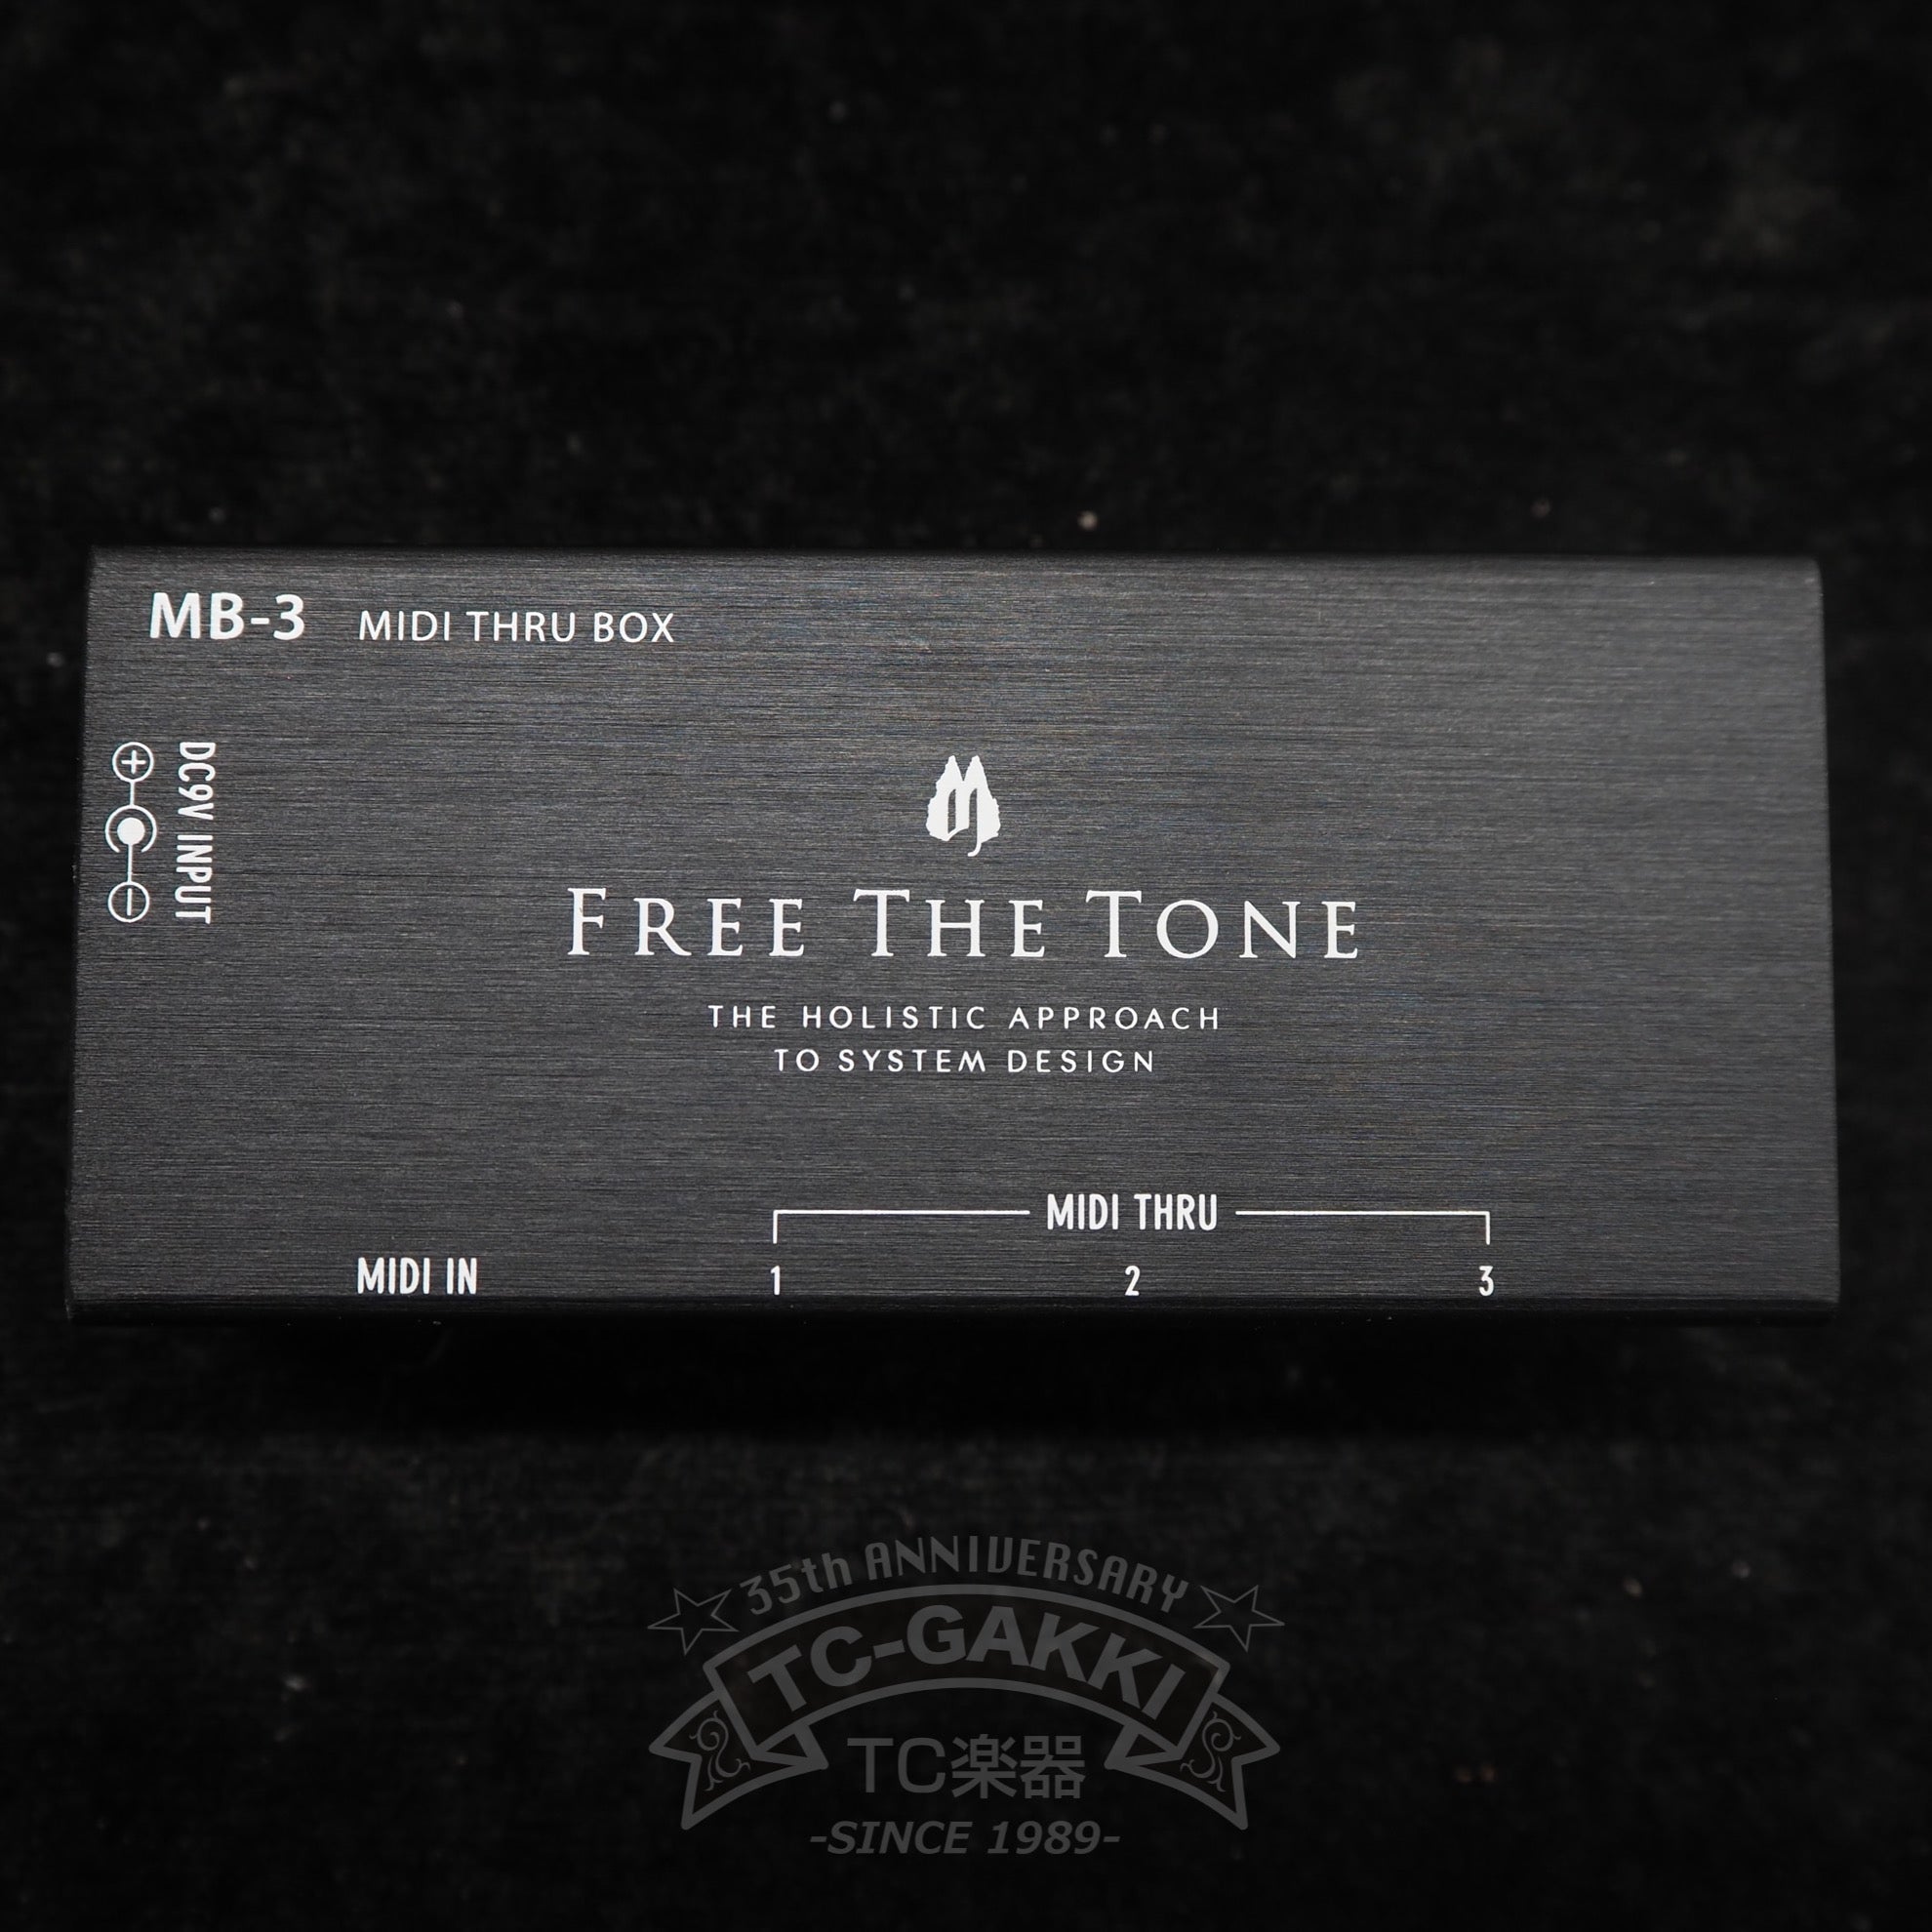 MB-3 MIDI THRU BOX
DC9V INPUT
+
-
FREE THE TONE
THE HOLISTIC APPROACH
TO SYSTEM DESIGN
MIDI THRU
MIDI IN 1 2 3
35th ANNIVERSARY
TC-GAKKI
TC楽器
-SINCE 1989-